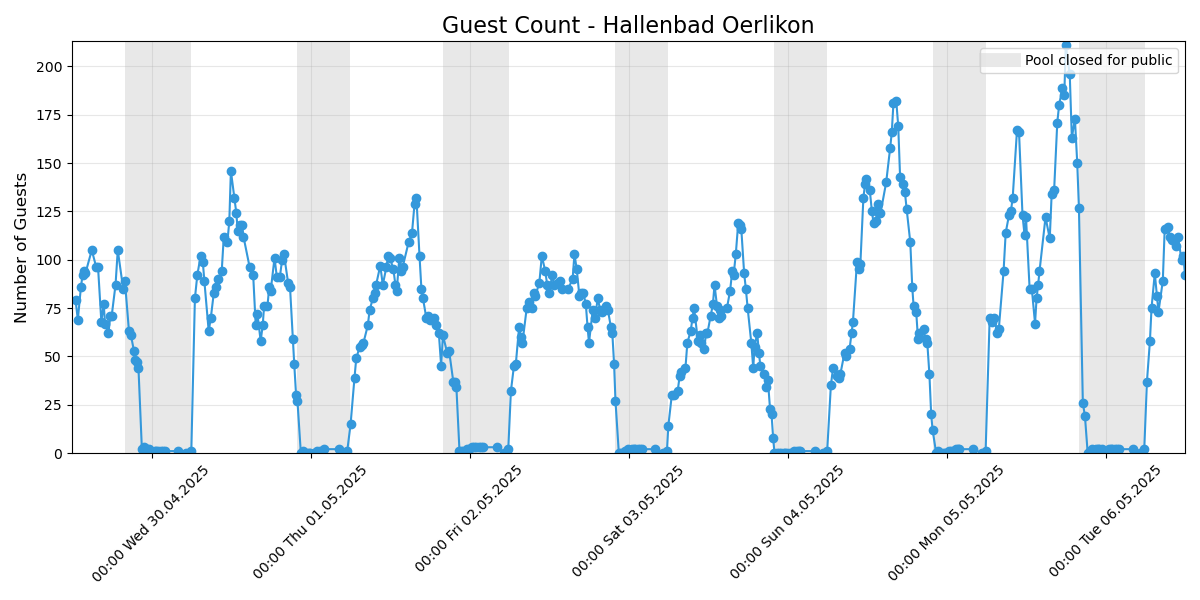 Guest Count - Hallenbad Oerlikon
Pool closed for public
Number of Guests
200
175
150
125
100
75
50
25
0
00:00 Wed 30.04.2025
00:00 Thu 01.05.2025
00:00 Fri 02.05.2025
00:00 Sat 03.05.2025
00:00 Sun 04.05.2025
00:00 Mon 05.05.2025
00:00 Tue 06.05.2025